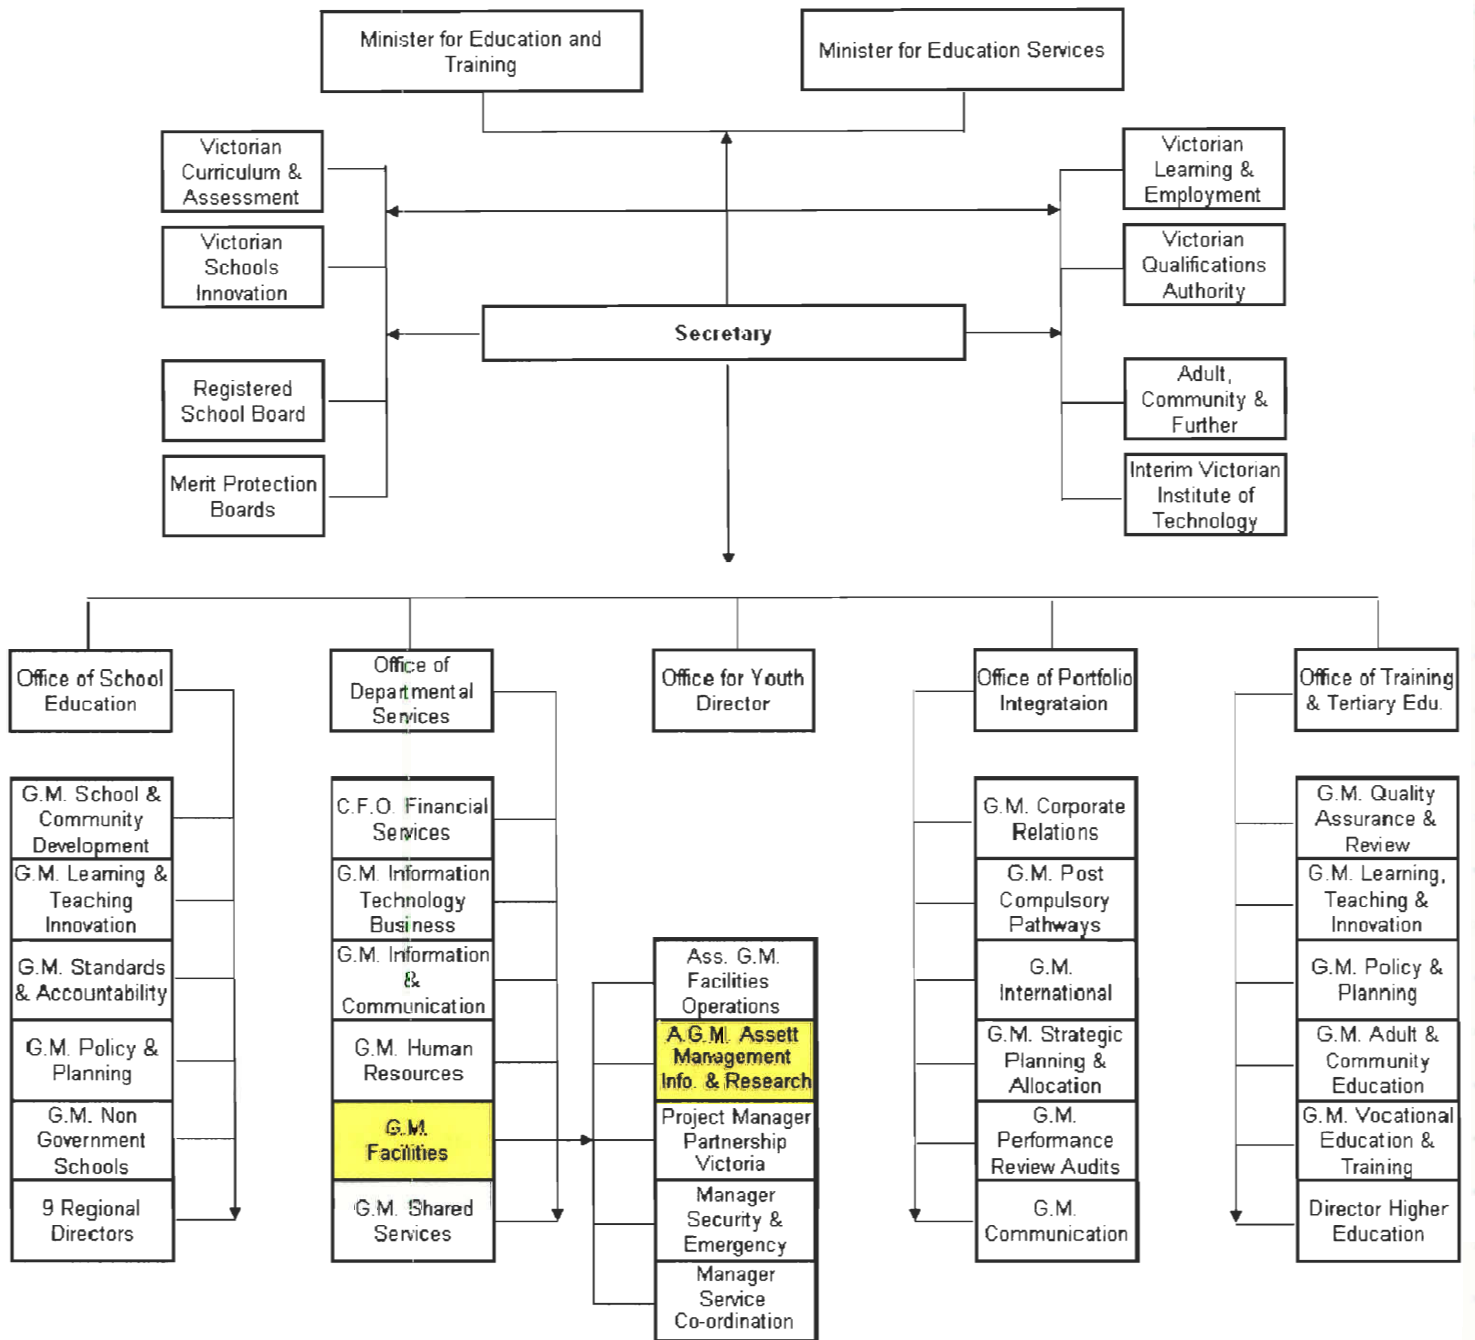 Minister for Education and
Training
Minister for Education Services
Victorian
Curriculum &
Assessment
Victorian
Learning &
Employment
Victorian
Schools
Innovation
Victorian
Qualifications
Authority
Secretary
Registered
School Board
Adult,
Community &
Further
Merit Protection
Boards
Interim Victorian
Institute of
Technology
Office of School
Education
Office of
Departmental
Services
Office for Youth
Director
Office of Portfolio
Integrataion
Office of Training
& Tertiary Edu.
G.M. School &
Community
Development
G.M. Learning &
Teaching
Innovation
G.M. Standards
& Accountability
G.M. Policy &
Planning
G.M. Non
Government
Schools
9 Regional
Directors
C.F.O. Financial
Services
G.M. Information
Technology
Business
G.M. Information
&
Communication
G.M. Human
Resources
G.M.
Facilities
G.M. Shared
Services
Ass. G.M.
Facilities
Operations
A.G.M. Assett
Management
Info. & Research
Project Manager
Partnership
Victoria
Manager
Security &
Emergency
Manager
Service
Co-ordination
G.M. Corporate
Relations
G.M. Post
Compulsory
Pathways
G.M.
International
G.M. Strategic
Planning &
Allocation
G.M.
Performance
Review Audits
G.M.
Communication
G.M. Quality
Assurance &
Review
G.M. Learning,
Teaching &
Innovation
G.M. Policy &
Planning
G.M. Adult &
Community
Education
G.M. Vocational
Education &
Training
Director Higher
Education